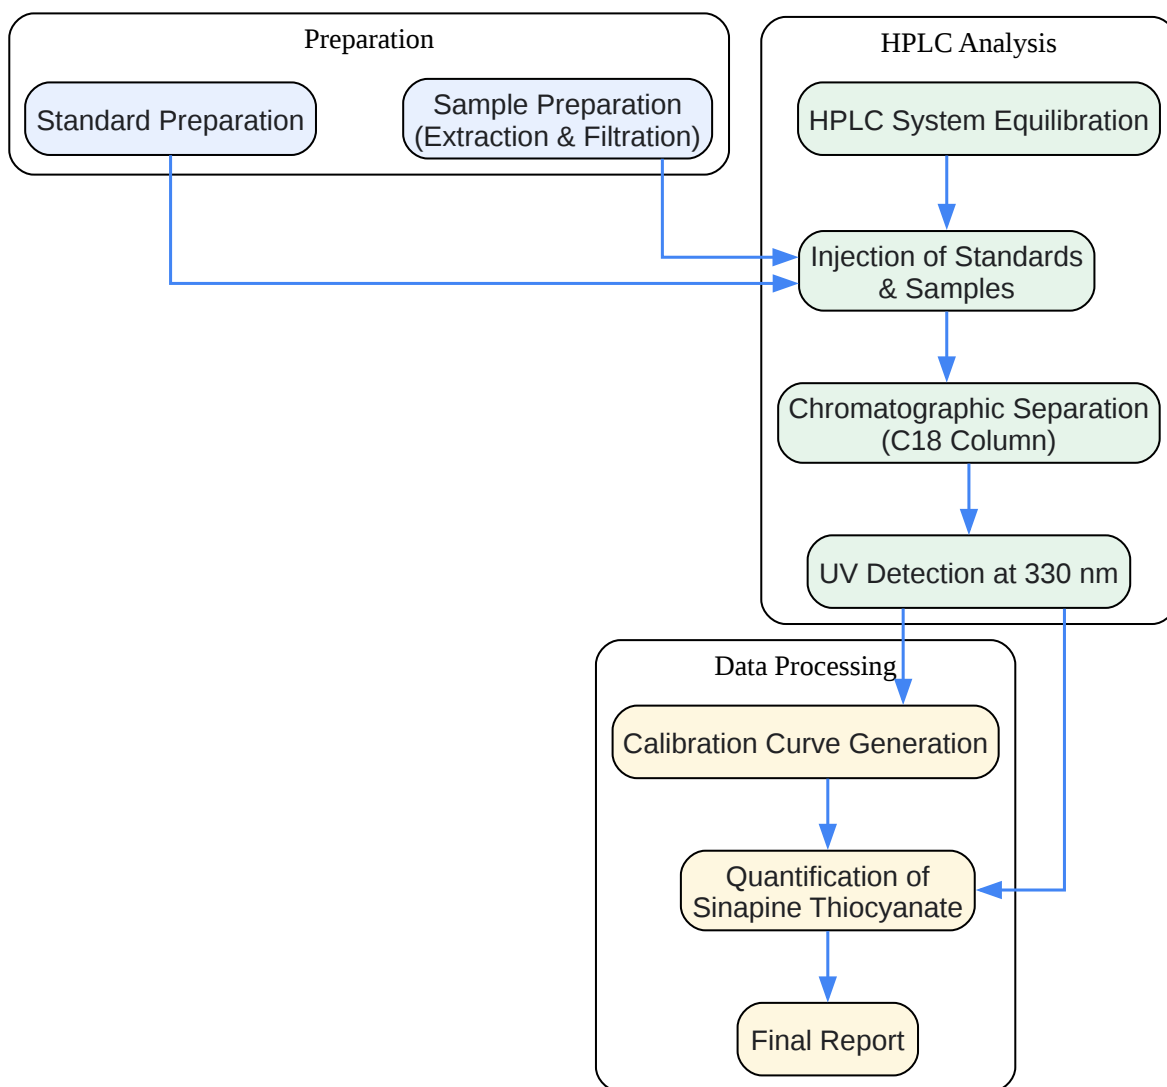 Preparation
Standard Preparation
Sample Preparation
(Extraction & Filtration)
HPLC Analysis
HPLC System Equilibration
Injection of Standards
& Samples
Chromatographic Separation
(C18 Column)
UV Detection at 330 nm
Data Processing
Calibration Curve Generation
Quantification of
Sinapine Thiocyanate
Final Report